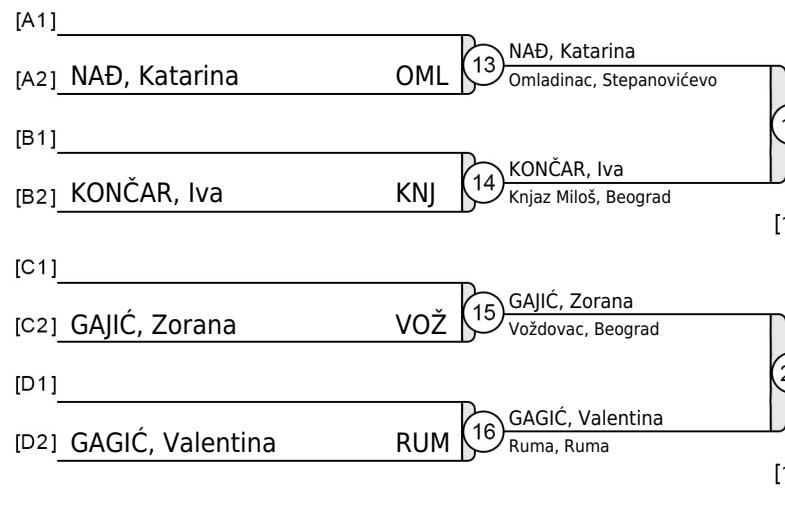 [A1]
[A2] NAĐ, Katarina OML
13 NAĐ, Katarina
Omladinac, Stepanovićevo
[B1]
[B2] KONČAR, Iva KNJ
14 KONČAR, Iva
Knjaz Miloš, Beograd
[C1]
[C2] GAJIĆ, Zorana VOŽ
15 GAJIĆ, Zorana
Voždovac, Beograd
[D1]
[D2] GAGIĆ, Valentina RUM
16 GAGIĆ, Valentina
Ruma, Ruma